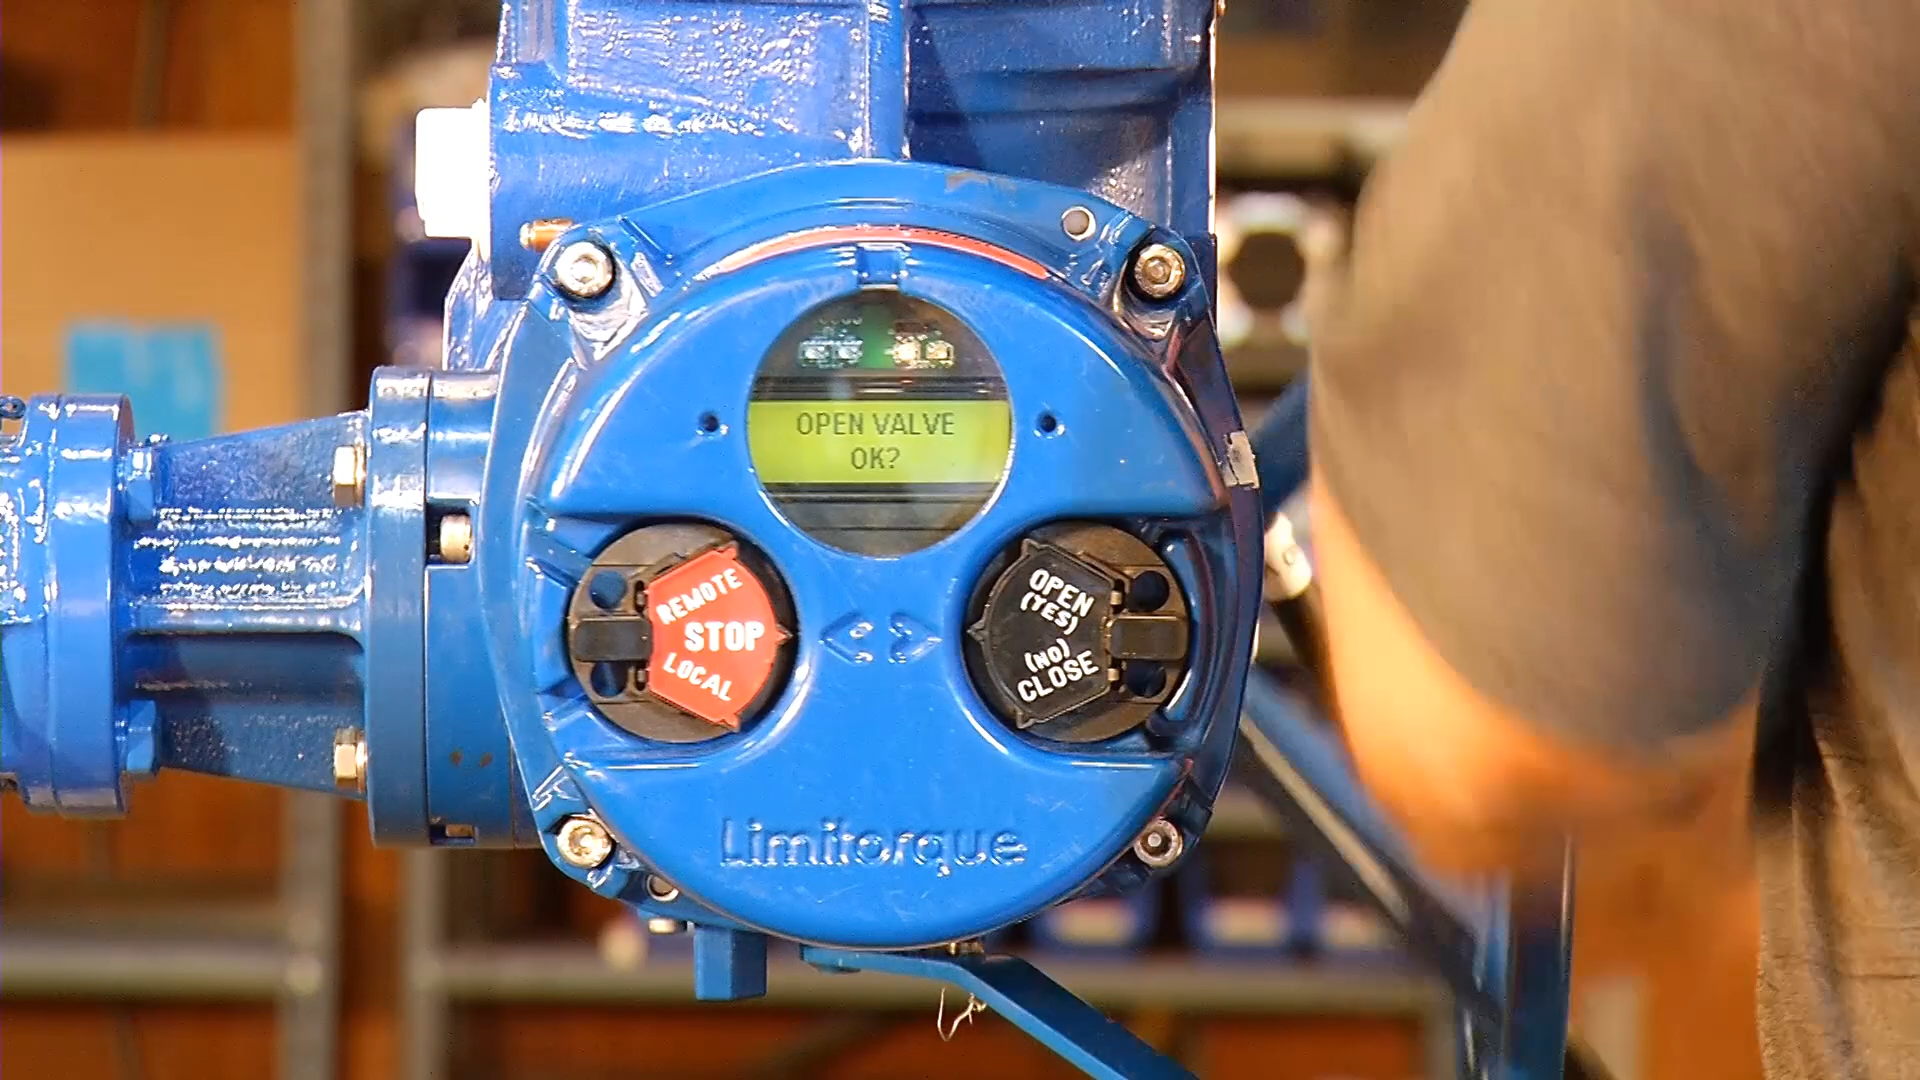 OPEN VALVE
OK?
REMOTE
STOP
LOCAL
OPEN
(YES)
(NO)
CLOSE
Limitorque